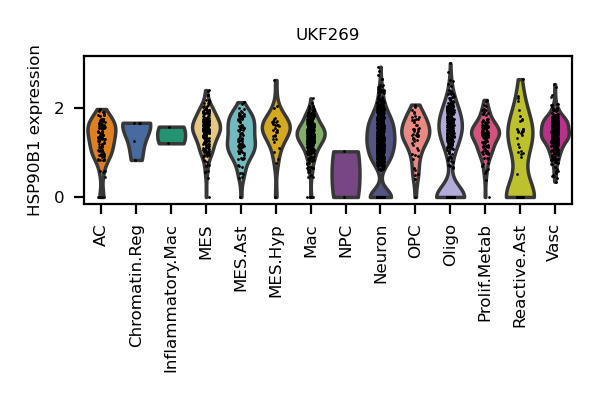 UKF269
HSP90B1 expression
2
0
AC
Chromatin.Reg
Inflammatory.Mac
MES
MES.Ast
MES.Hyp
Mac
NPC
Neuron
OPC
Oligo
Prolif.Metab
Reactive.Ast
Vasc